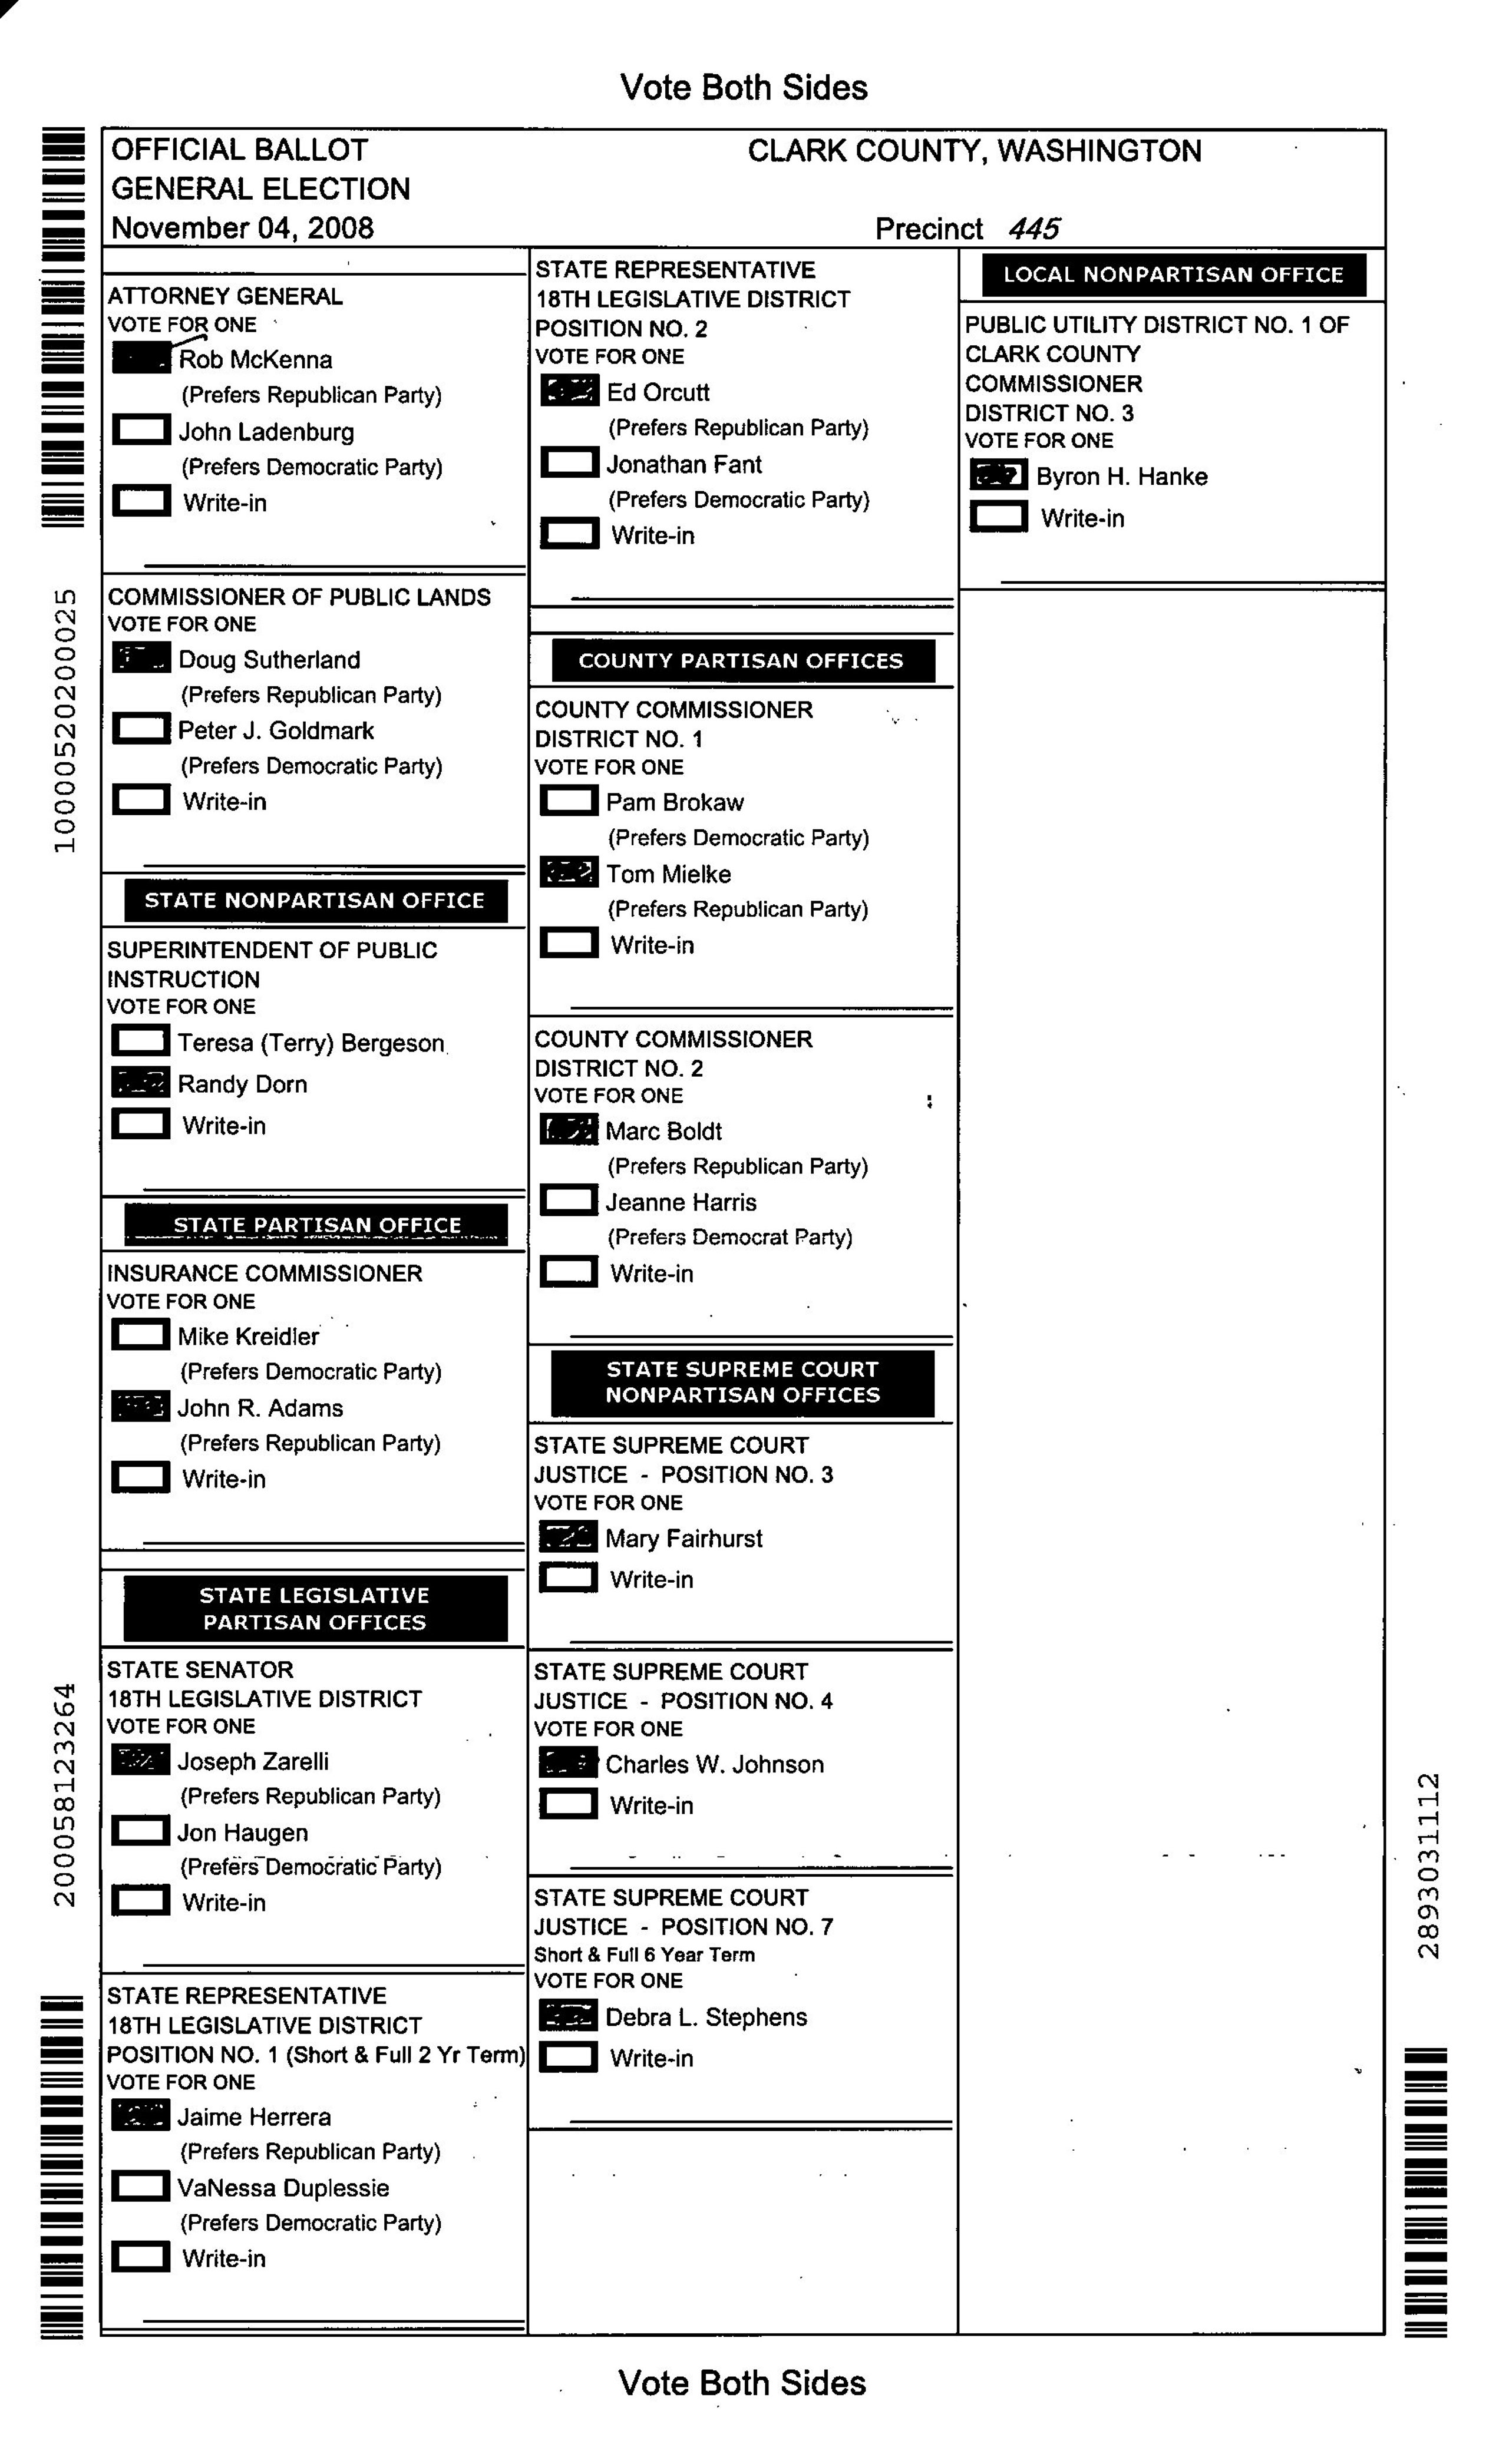 Vote Both Sides
OFFICIAL BALLOT
GENERAL ELECTION
November 04, 2008
CLARK COUNTY, WASHINGTON
Precinct 445
ATTORNEY GENERAL
VOTE FOR ONE
Rob McKenna
(Prefers Republican Party)
John Ladenburg
(Prefers Democratic Party)
Write-in
COMMISSIONER OF PUBLIC LANDS
VOTE FOR ONE
Doug Sutherland
(Prefers Republican Party)
Peter J. Goldmark
(Prefers Democratic Party)
Write-in
STATE NONPARTISAN OFFICE
SUPERINTENDENT OF PUBLIC
INSTRUCTION
VOTE FOR ONE
Teresa (Terry) Bergeson
Randy Dorn
Write-in
STATE PARTISAN OFFICE
INSURANCE COMMISSIONER
VOTE FOR ONE
Mike Kreidler
(Prefers Democratic Party)
John R. Adams
(Prefers Republican Party)
Write-in
STATE LEGISLATIVE
PARTISAN OFFICES
STATE SENATOR
18TH LEGISLATIVE DISTRICT
VOTE FOR ONE
Joseph Zarelli
(Prefers Republican Party)
Jon Haugen
(Prefers Democratic Party)
Write-in
STATE REPRESENTATIVE
18TH LEGISLATIVE DISTRICT
POSITION NO. 1 (Short & Full 2 Yr Term)
VOTE FOR ONE
Jaime Herrera
(Prefers Republican Party)
VaNessa Duplessie
(Prefers Democratic Party)
Write-in
STATE REPRESENTATIVE
18TH LEGISLATIVE DISTRICT
POSITION NO. 2
VOTE FOR ONE
Ed Orcutt
(Prefers Republican Party)
Jonathan Fant
(Prefers Democratic Party)
Write-in
COUNTY PARTISAN OFFICES
COUNTY COMMISSIONER
DISTRICT NO. 1
VOTE FOR ONE
Pam Brokaw
(Prefers Democratic Party)
Tom Mielke
(Prefers Republican Party)
Write-in
COUNTY COMMISSIONER
DISTRICT NO. 2
VOTE FOR ONE
Marc Boldt
(Prefers Republican Party)
Jeanne Harris
(Prefers Democrat Party)
Write-in
STATE SUPREME COURT
NONPARTISAN OFFICES
STATE SUPREME COURT
JUSTICE - POSITION NO. 3
VOTE FOR ONE
Mary Fairhurst
Write-in
STATE SUPREME COURT
JUSTICE - POSITION NO. 4
VOTE FOR ONE
Charles W. Johnson
Write-in
STATE SUPREME COURT
JUSTICE - POSITION NO. 7
Short & Full 6 Year Term
VOTE FOR ONE
Debra L. Stephens
Write-in
LOCAL NONPARTISAN OFFICE
PUBLIC UTILITY DISTRICT NO. 1 OF
CLARK COUNTY
COMMISSIONER
DISTRICT NO. 3
VOTE FOR ONE
Byron H. Hanke
Write-in
1000520200025
200058123264
2893031112
Vote Both Sides